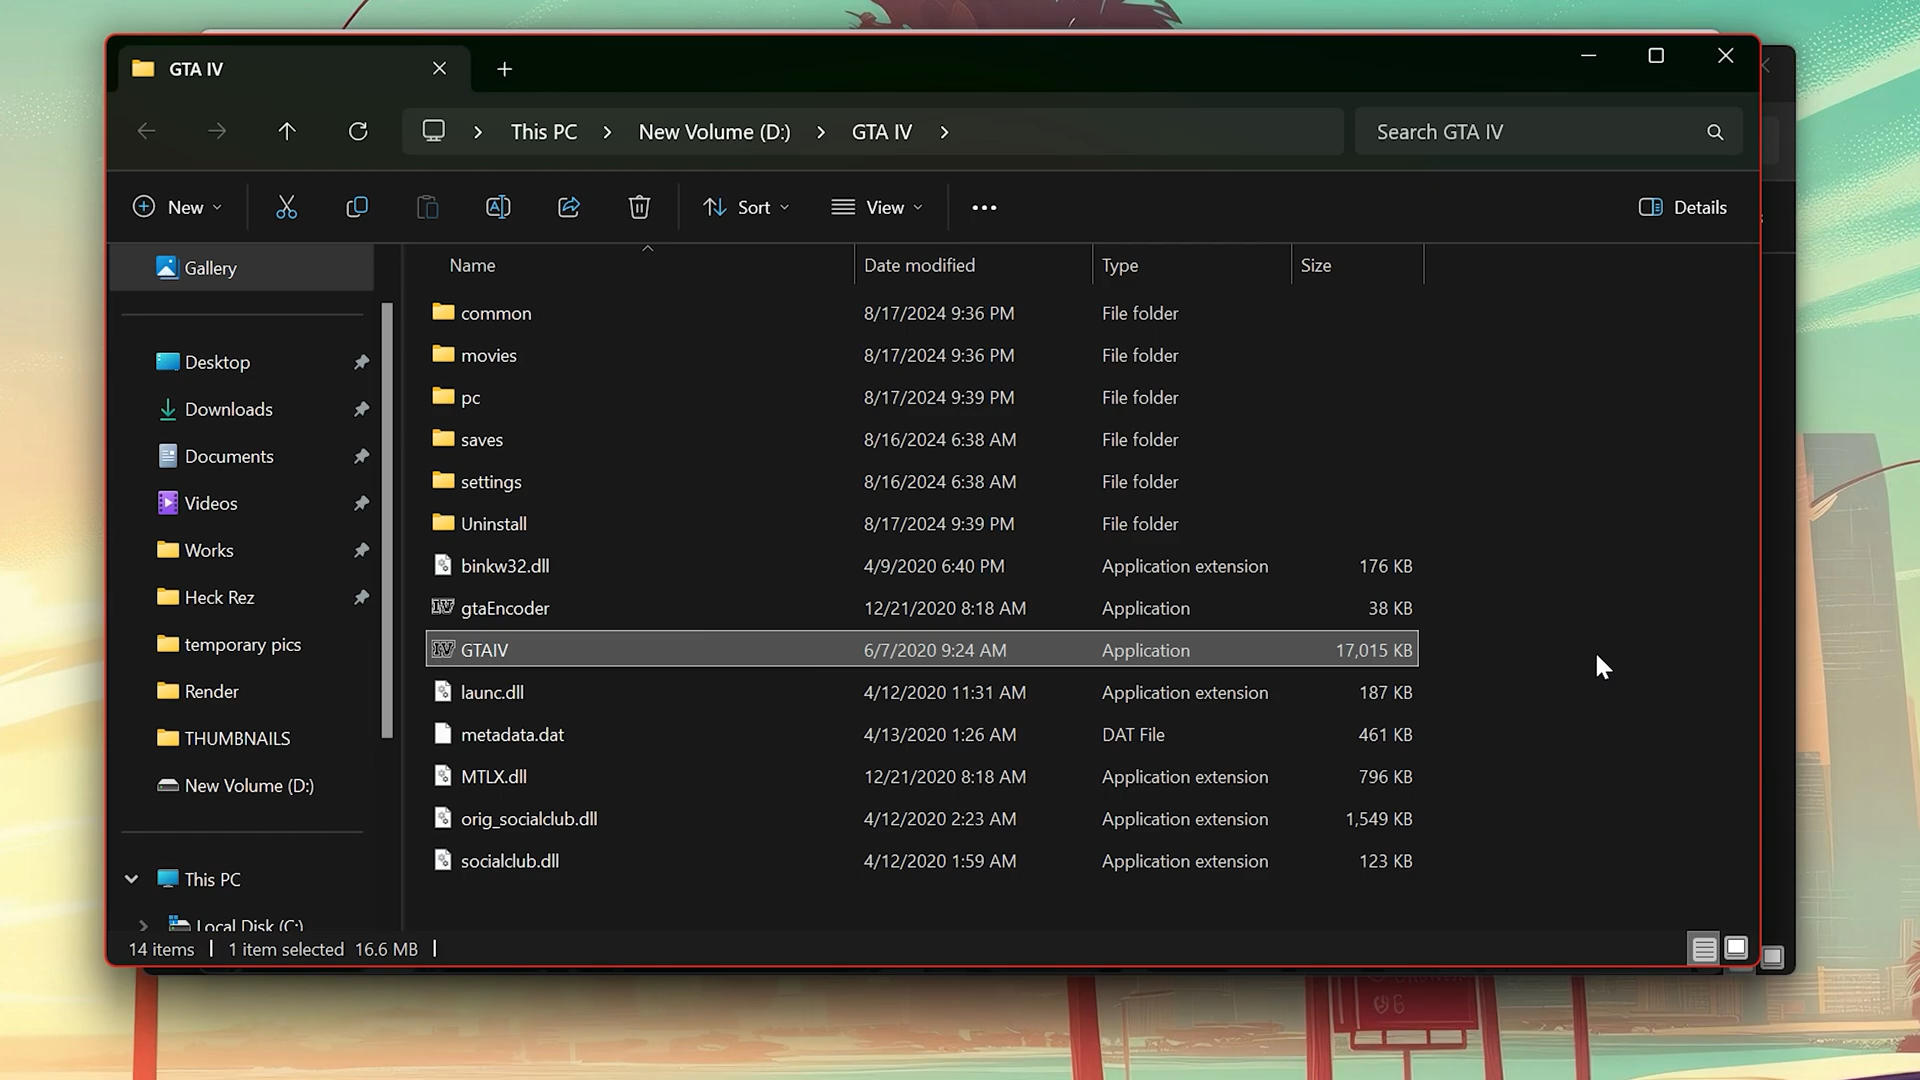 GTA IV
This PC
New Volume (D:)
GTA IV
Search GTA IV
New
Sort
View
Details
Gallery
Desktop
Downloads
Documents
Videos
Works
Heck Rez
temporary pics
Render
THUMBNAILS
New Volume (D:)
This PC
Local Disk (C:)
Name Date modified Type Size
common 8/17/2024 9:36 PM File folder
movies 8/17/2024 9:36 PM File folder
pc 8/17/2024 9:39 PM File folder
saves 8/16/2024 6:38 AM File folder
settings 8/16/2024 6:38 AM File folder
Uninstall 8/17/2024 9:39 PM File folder
binkw32.dll 4/9/2020 6:40 PM Application extension 176 KB
gtaEncoder 12/21/2020 8:18 AM Application 38 KB
GTAIV 6/7/2020 9:24 AM Application 17,015 KB
launc.dll 4/12/2020 11:31 AM Application extension 187 KB
metadata.dat 4/13/2020 1:26 AM DAT File 461 KB
MTLX.dll 12/21/2020 8:18 AM Application extension 796 KB
orig_socialclub.dll 4/12/2020 2:23 AM Application extension 1,549 KB
socialclub.dll 4/12/2020 1:59 AM Application extension 123 KB
14 items 1 item selected 16.6 MB